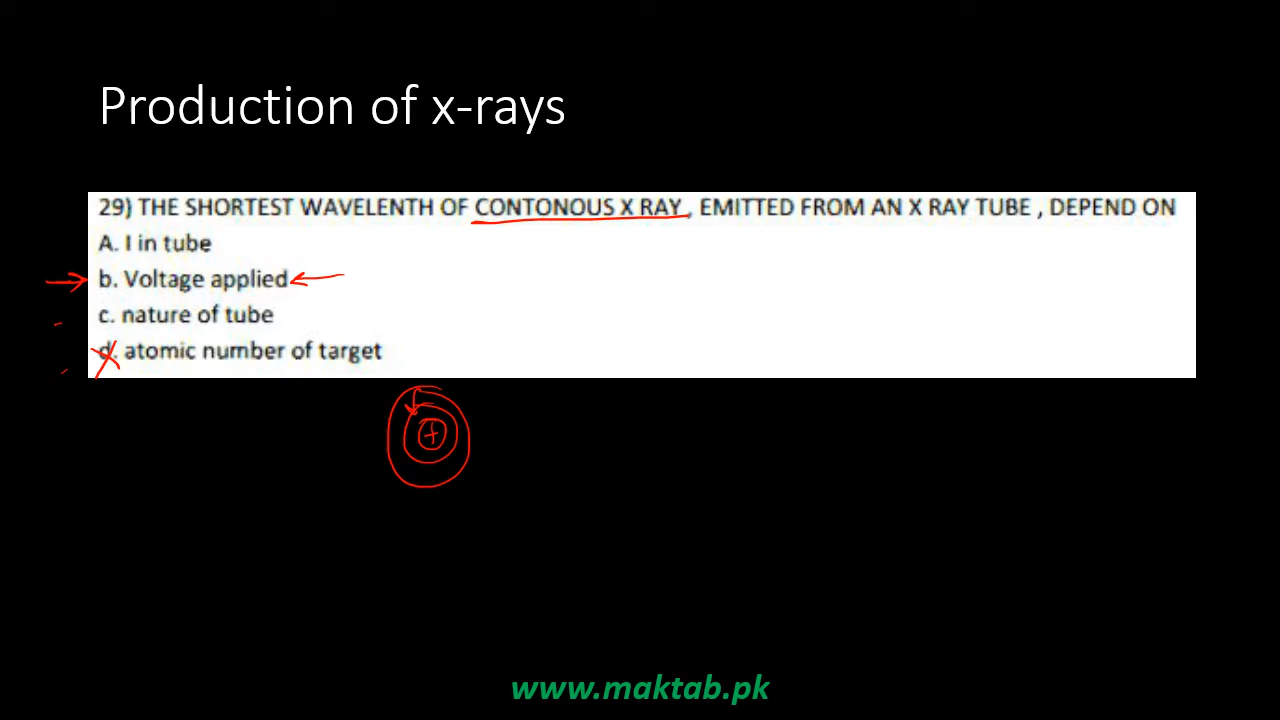 Production of x-rays
29) THE SHORTEST WAVELENTH OF CONTONOUS X RAY , EMITTED FROM AN X RAY TUBE , DEPEND ON
A. I in tube
b. Voltage applied
c. nature of tube
d. atomic number of target
+
www.maktab.pk